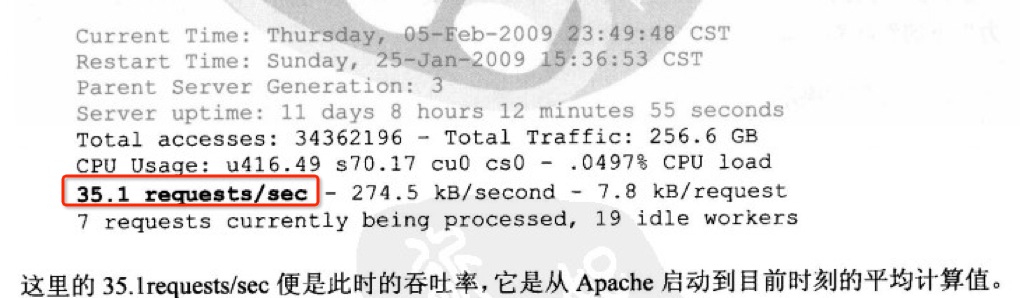 Current Time: Thursday, 05-Feb-2009 23:49:48 CST
Restart Time: Sunday, 25-Jan-2009 15:36:53 CST
Parent Server Generation: 3
Server uptime: 11 days 8 hours 12 minutes 55 seconds
Total accesses: 34362196 - Total Traffic: 256.6 GB
CPU Usage: u416.49 s70.17 cu0 cs0 - .0497% CPU load
35.1 requests/sec - 274.5 kB/second - 7.8 kB/request
7 requests currently being processed, 19 idle workers
这里的 35.1requests/sec 便是此时的吞吐率，它是从 Apache 启动到目前时刻的平均计算值。